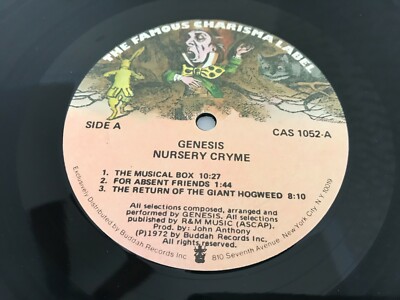 THE FAMOUS CHARISMA LABEL
SIDE A
CAS 1052-A
GENESIS
NURSERY CRYME
1. THE MUSICAL BOX 10:27
2. FOR ABSENT FRIENDS 1:44
3. THE RETURN OF THE GIANT HOGWEED 8:10
All selections composed, arranged and
performed by GENESIS. All selections
published by R&M MUSIC (ASCAP).
Prod. by: John Anthony
(P)1972 by Buddah Records Inc.
All rights reserved.
Exclusively Distributed by Buddah Records Inc.
810 Seventh Avenue, New York City, N.Y. 10019